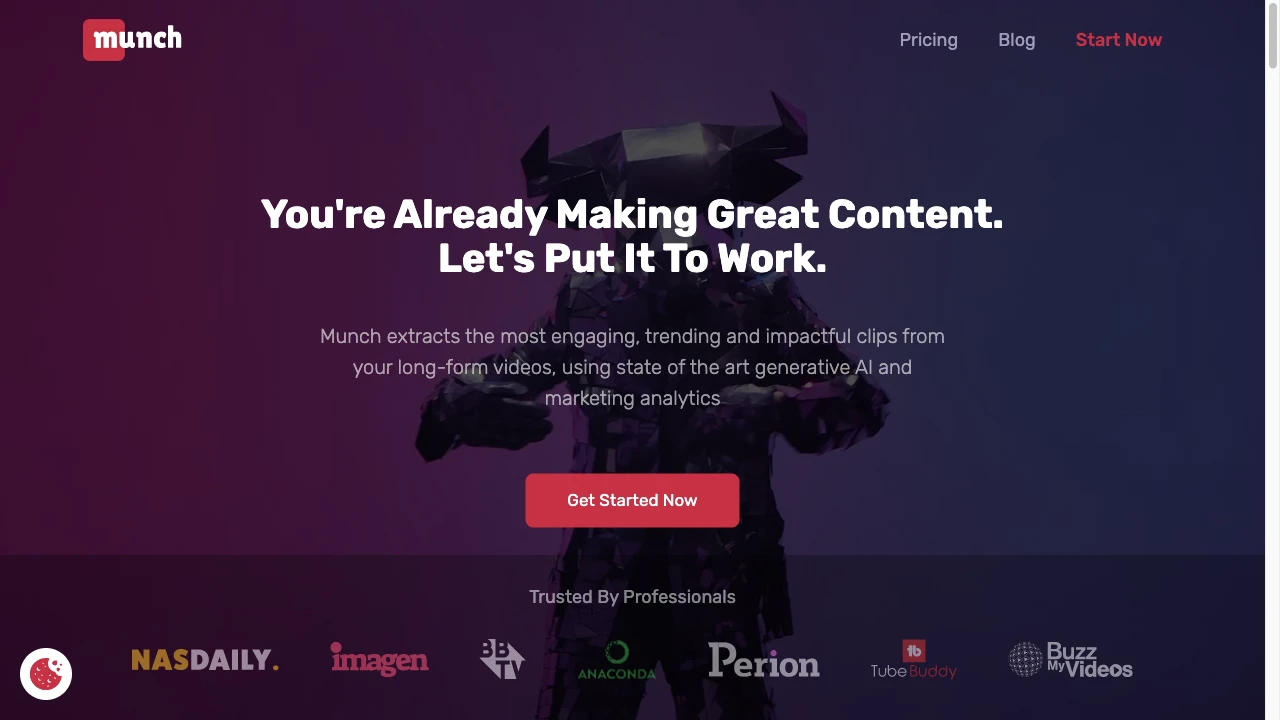 munch
Pricing
Blog
Start Now
You're Already Making Great Content.
Let's Put It To Work.
Munch extracts the most engaging, trending and impactful clips from
your long-form videos, using state of the art generative AI and
marketing analytics
Get Started Now
Trusted By Professionals
NASDAILY.
imagen
BB
TV
ANACONDA
Perion
tb
TubeBuddy
Buzz
My Videos